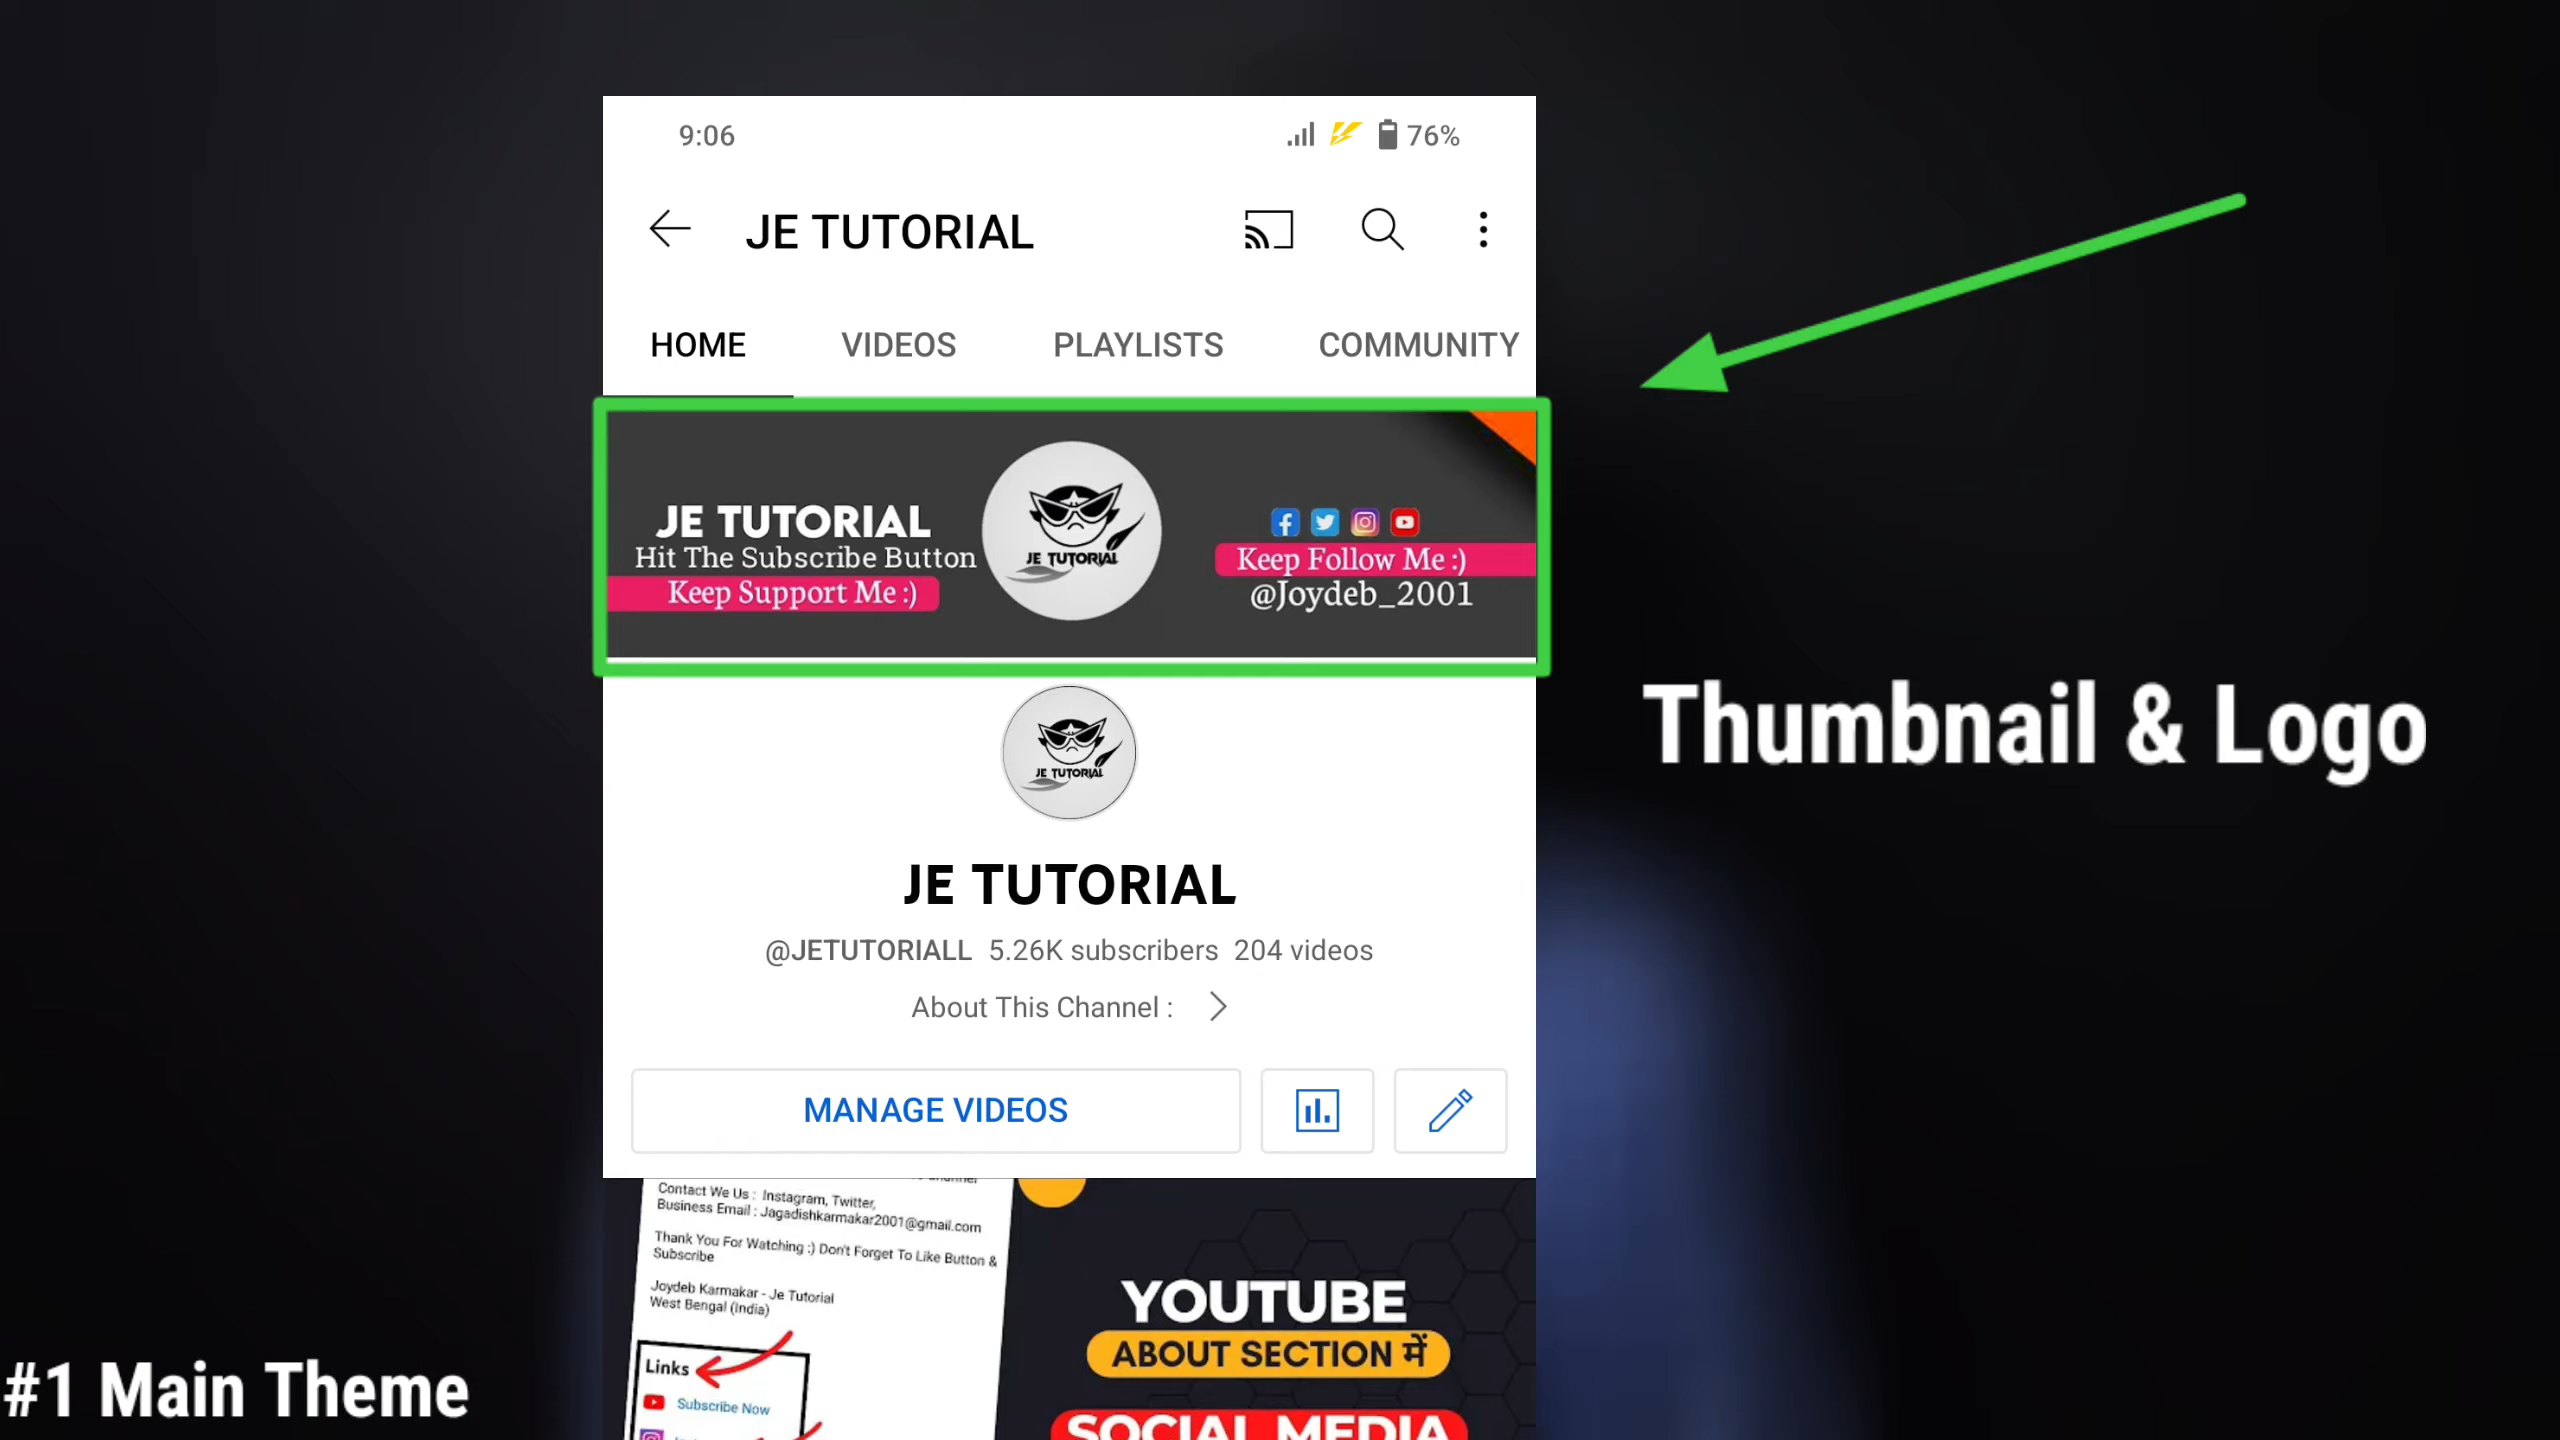 9:06
76%
JE TUTORIAL
HOME
VIDEOS
PLAYLISTS
COMMUNITY
JE TUTORIAL
Hit The Subscribe Button
Keep Support Me :)
JE TUTORIAL
Keep Follow Me :)
@Joydeb_2001
Thumbnail & Logo
JE TUTORIAL
JE TUTORIAL
@JETUTORIALL 5.26K subscribers 204 videos
About This Channel :
MANAGE VIDEOS
Contact We Us : Instagram, Twitter,
Business Email : Jagadishkarmakar2001@gmail.com
Thank You For Watching :) Don't Forget To Like Button &
Subscribe
Joydeb Karmakar - Je Tutorial
West Bengal (India)
Links
Subscribe Now
YOUTUBE
ABOUT SECTION में
SOCIAL MEDIA
#1 Main Theme